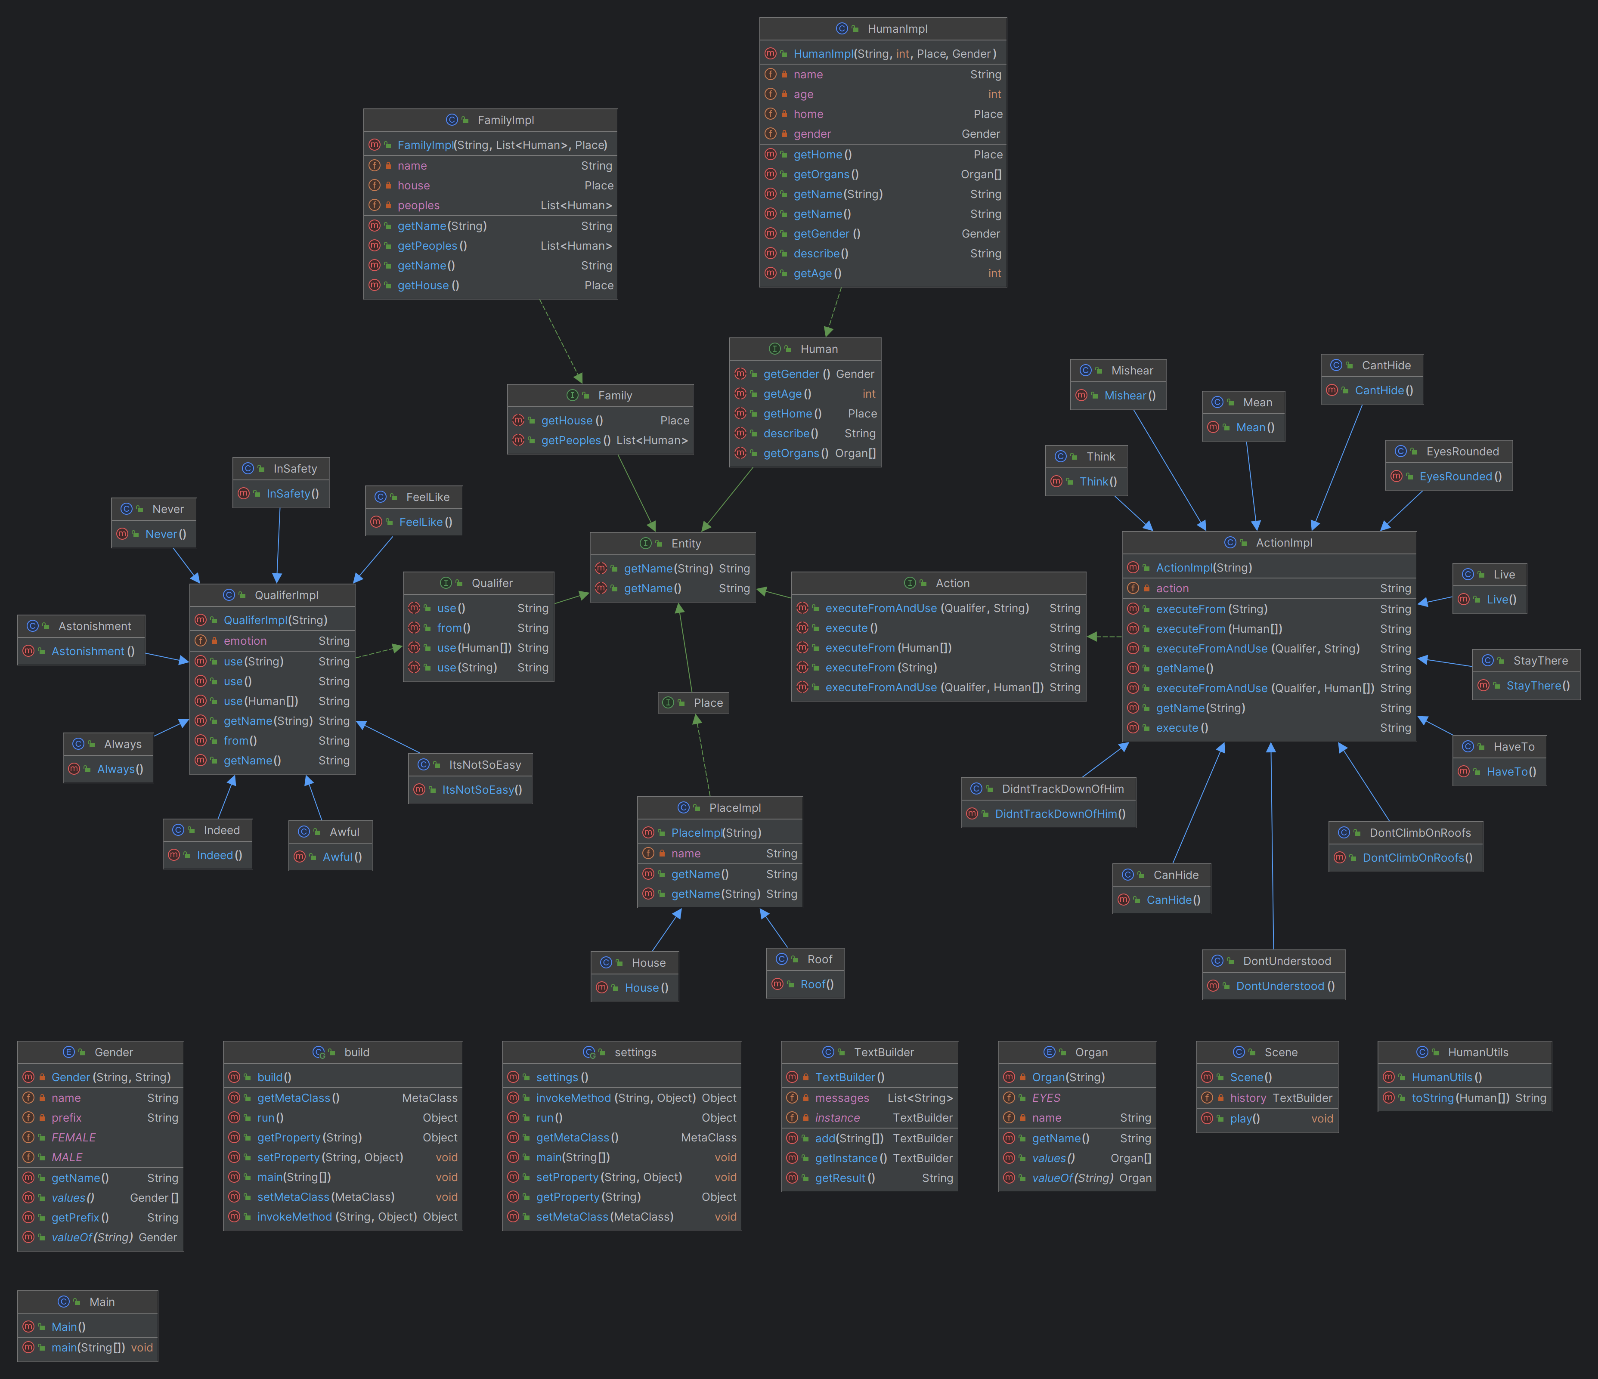 HumanImpl
HumanImpl(String, int, Place, Gender)
name String
age int
home Place
gender Gender
getHome() Place
getOrgans() Organ[]
getName(String) String
getName() String
getGender() Gender
describe() String
getAge() int
FamilyImpl
FamilyImpl(String, List<Human>, Place)
name String
house Place
peoples List<Human>
getName(String) String
getPeoples() List<Human>
getName() String
getHouse() Place
Human
getGender() Gender
getAge() int
getHome() Place
describe() String
getOrgans() Organ[]
Family
getHouse() Place
getPeoples() List<Human>
Mishear
Mishear()
Mean
Mean()
CantHide
CantHide()
Think
Think()
EyesRounded
EyesRounded()
InSafety
InSafety()
Never
Never()
FeelLike
FeelLike()
Entity
getName(String) String
getName() String
Qualifer
use() String
from() String
use(Human[]) String
use(String) String
Action
executeFromAndUse(Qualifer, String) String
execute() String
executeFrom(Human[]) String
executeFrom(String) String
executeFromAndUse(Qualifer, Human[]) String
ActionImpl
ActionImpl(String)
action String
executeFrom(String) String
executeFrom(Human[]) String
executeFromAndUse(Qualifer, String) String
getName() String
executeFromAndUse(Qualifer, Human[]) String
getName(String) String
execute() String
Live
Live()
StayThere
StayThere()
HaveTo
HaveTo()
QualiferImpl
QualiferImpl(String)
emotion String
use(String) String
use() String
use(Human[]) String
getName(String) String
from() String
getName() String
Astonishment
Astonishment()
Always
Always()
Indeed
Indeed()
Awful
Awful()
ItsNotSoEasy
ItsNotSoEasy()
Place
PlaceImpl
PlaceImpl(String)
name String
getName() String
getName(String) String
House
House()
Roof
Roof()
DidntTrackDownOfHim
DidntTrackDownOfHim()
CanHide
CanHide()
DontUnderstood
DontUnderstood()
DontClimbOnRoofs
DontClimbOnRoofs()
Gender
Gender(String, String)
name String
prefix String
FEMALE
MALE
getName() String
values() Gender[]
getPrefix() String
valueOf(String) Gender
build
build()
getMetaClass() MetaClass
run() Object
getProperty(String) Object
setProperty(String, Object) void
main(String[]) void
setMetaClass(MetaClass) void
invokeMethod(String, Object) Object
settings
settings()
invokeMethod(String, Object) Object
run() Object
getMetaClass() MetaClass
main(String[]) void
setProperty(String, Object) void
getProperty(String) Object
setMetaClass(MetaClass) void
TextBuilder
TextBuilder()
messages List<String>
instance TextBuilder
add(String[]) TextBuilder
getInstance() TextBuilder
getResult() String
Organ
Organ(String)
EYES
name String
getName() String
values() Organ[]
valueOf(String) Organ
Scene
Scene()
history TextBuilder
play() void
HumanUtils
HumanUtils()
toString(Human[]) String
Main
Main()
main(String[]) void